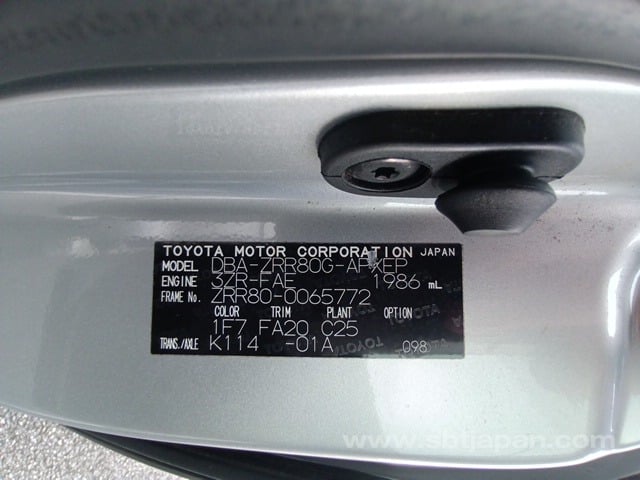 TOYOTA MOTOR CORPORATION JAPAN
MODEL DBA-ZRR80G-APXEP
ENGINE 3ZR-FAE 1986 mL
FRAME No. ZRR80-0065772
COLOR TRIM PLANT OPTION
1F7 FA20 C25
TRANS./AXLE K114 -01A 098
www.sbtjapan.com